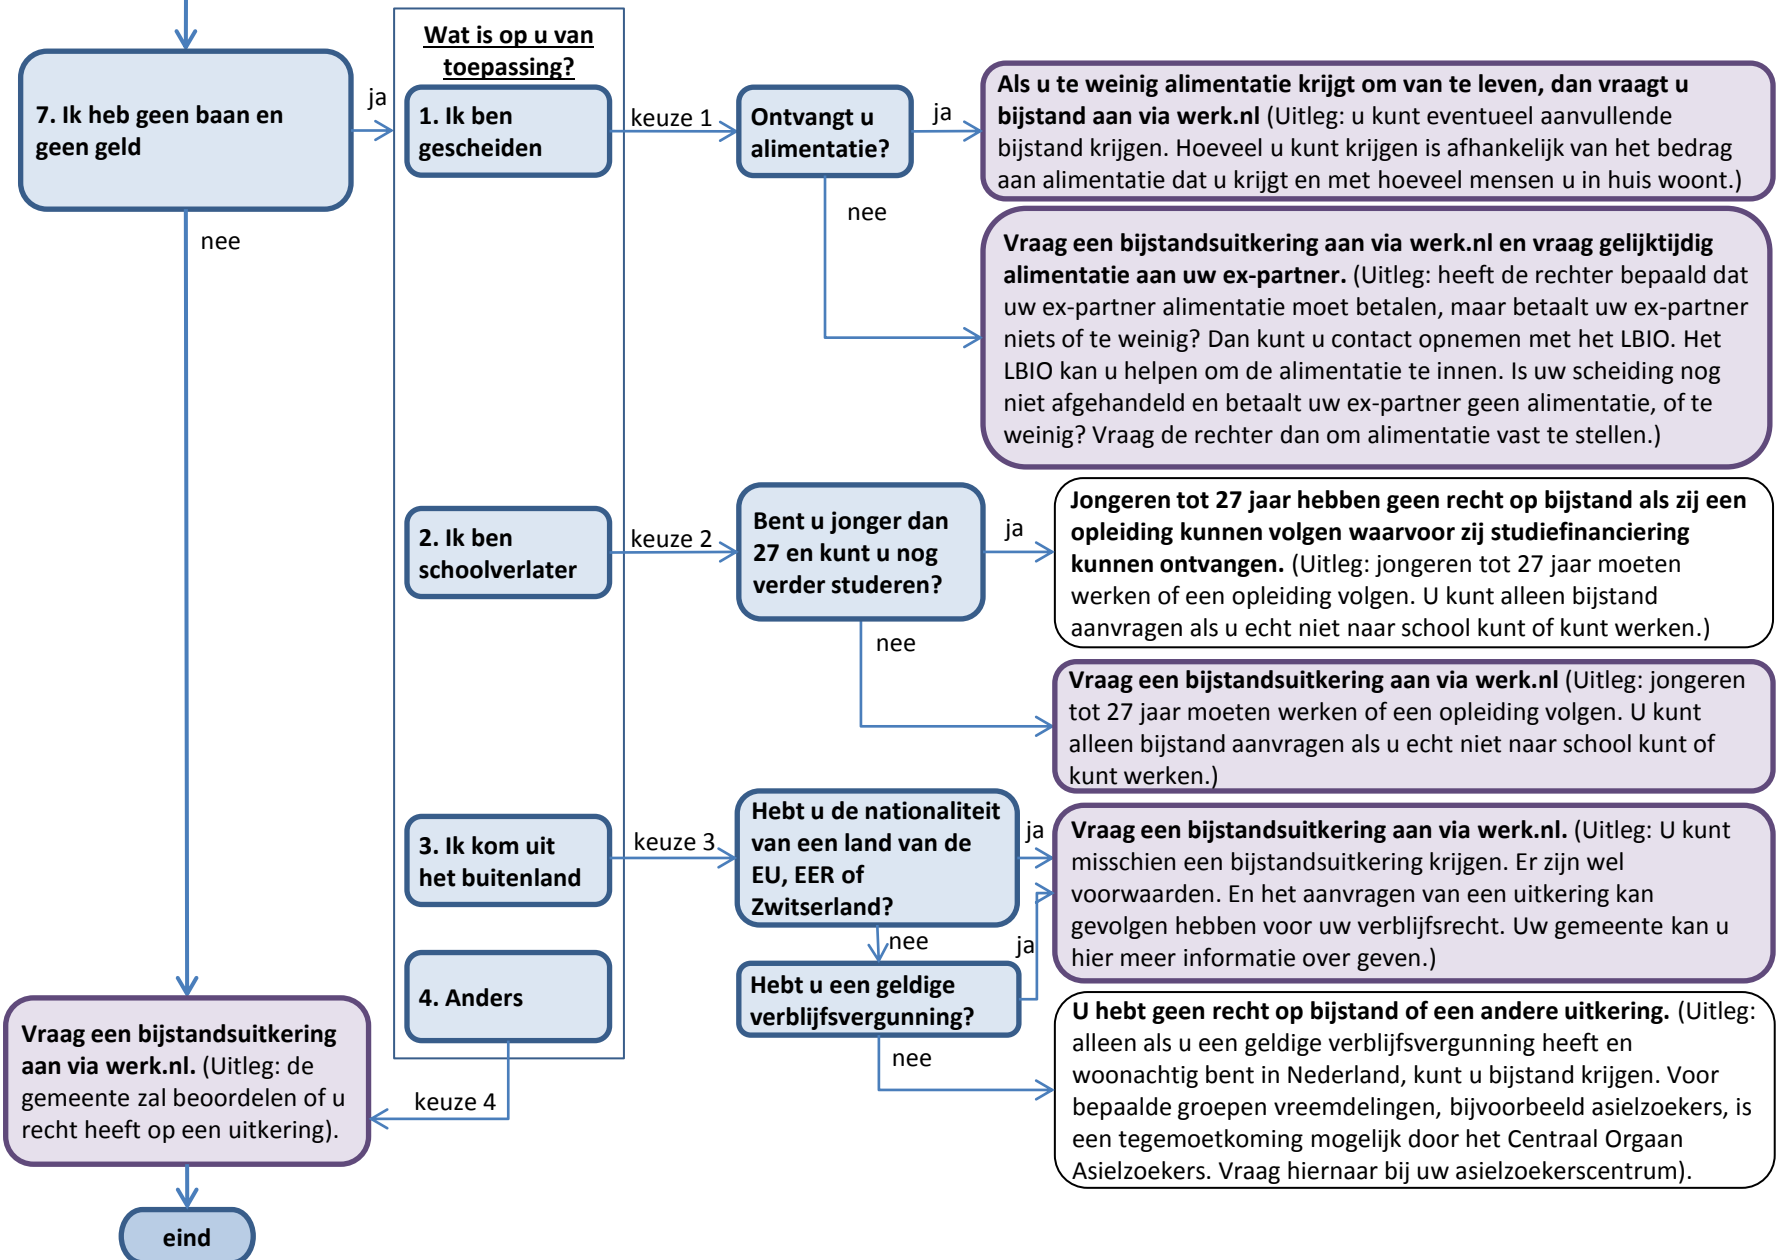 7. Ik heb geen baan en
geen geld
ja
nee
Wat is op u van
toepassing?
1. Ik ben
gescheiden
keuze 1
Ontvangt u
alimentatie?
ja
Als u te weinig alimentatie krijgt om van te leven, dan vraagt u
bijstand aan via werk.nl (Uitleg: u kunt eventueel aanvullende
bijstand krijgen. Hoeveel u kunt krijgen is afhankelijk van het bedrag
aan alimentatie dat u krijgt en met hoeveel mensen u in huis woont.)
nee
Vraag een bijstandsuitkering aan via werk.nl en vraag gelijktijdig
alimentatie aan uw ex-partner. (Uitleg: heeft de rechter bepaald dat
uw ex-partner alimentatie moet betalen, maar betaalt uw ex-partner
niets of te weinig? Dan kunt u contact opnemen met het LBIO. Het
LBIO kan u helpen om de alimentatie te innen. Is uw scheiding nog
niet afgehandeld en betaalt uw ex-partner geen alimentatie, of te
weinig? Vraag de rechter dan om alimentatie vast te stellen.)
2. Ik ben
schoolverlater
keuze 2
Bent u jonger dan
27 en kunt u nog
verder studeren?
ja
Jongeren tot 27 jaar hebben geen recht op bijstand als zij een
opleiding kunnen volgen waarvoor zij studiefinanciering
kunnen ontvangen. (Uitleg: jongeren tot 27 jaar moeten
werken of een opleiding volgen. U kunt alleen bijstand
aanvragen als u echt niet naar school kunt of kunt werken.)
nee
Vraag een bijstandsuitkering aan via werk.nl (Uitleg: jongeren
tot 27 jaar moeten werken of een opleiding volgen. U kunt
alleen bijstand aanvragen als u echt niet naar school kunt of
kunt werken.)
3. Ik kom uit
het buitenland
keuze 3
Hebt u de nationaliteit
van een land van de
EU, EER of
Zwitserland?
ja
Vraag een bijstandsuitkering aan via werk.nl. (Uitleg: U kunt
misschien een bijstandsuitkering krijgen. Er zijn wel
voorwaarden. En het aanvragen van een uitkering kan
gevolgen hebben voor uw verblijfsrecht. Uw gemeente kan u
hier meer informatie over geven.)
nee
ja
Hebt u een geldige
verblijfsvergunning?
nee
U hebt geen recht op bijstand of een andere uitkering. (Uitleg:
alleen als u een geldige verblijfsvergunning heeft en
woonachtig bent in Nederland, kunt u bijstand krijgen. Voor
bepaalde groepen vreemdelingen, bijvoorbeeld asielzoekers, is
een tegemoetkoming mogelijk door het Centraal Orgaan
Asielzoekers. Vraag hiernaar bij uw asielzoekerscentrum).
4. Anders
keuze 4
Vraag een bijstandsuitkering
aan via werk.nl. (Uitleg: de
gemeente zal beoordelen of u
recht heeft op een uitkering).
eind